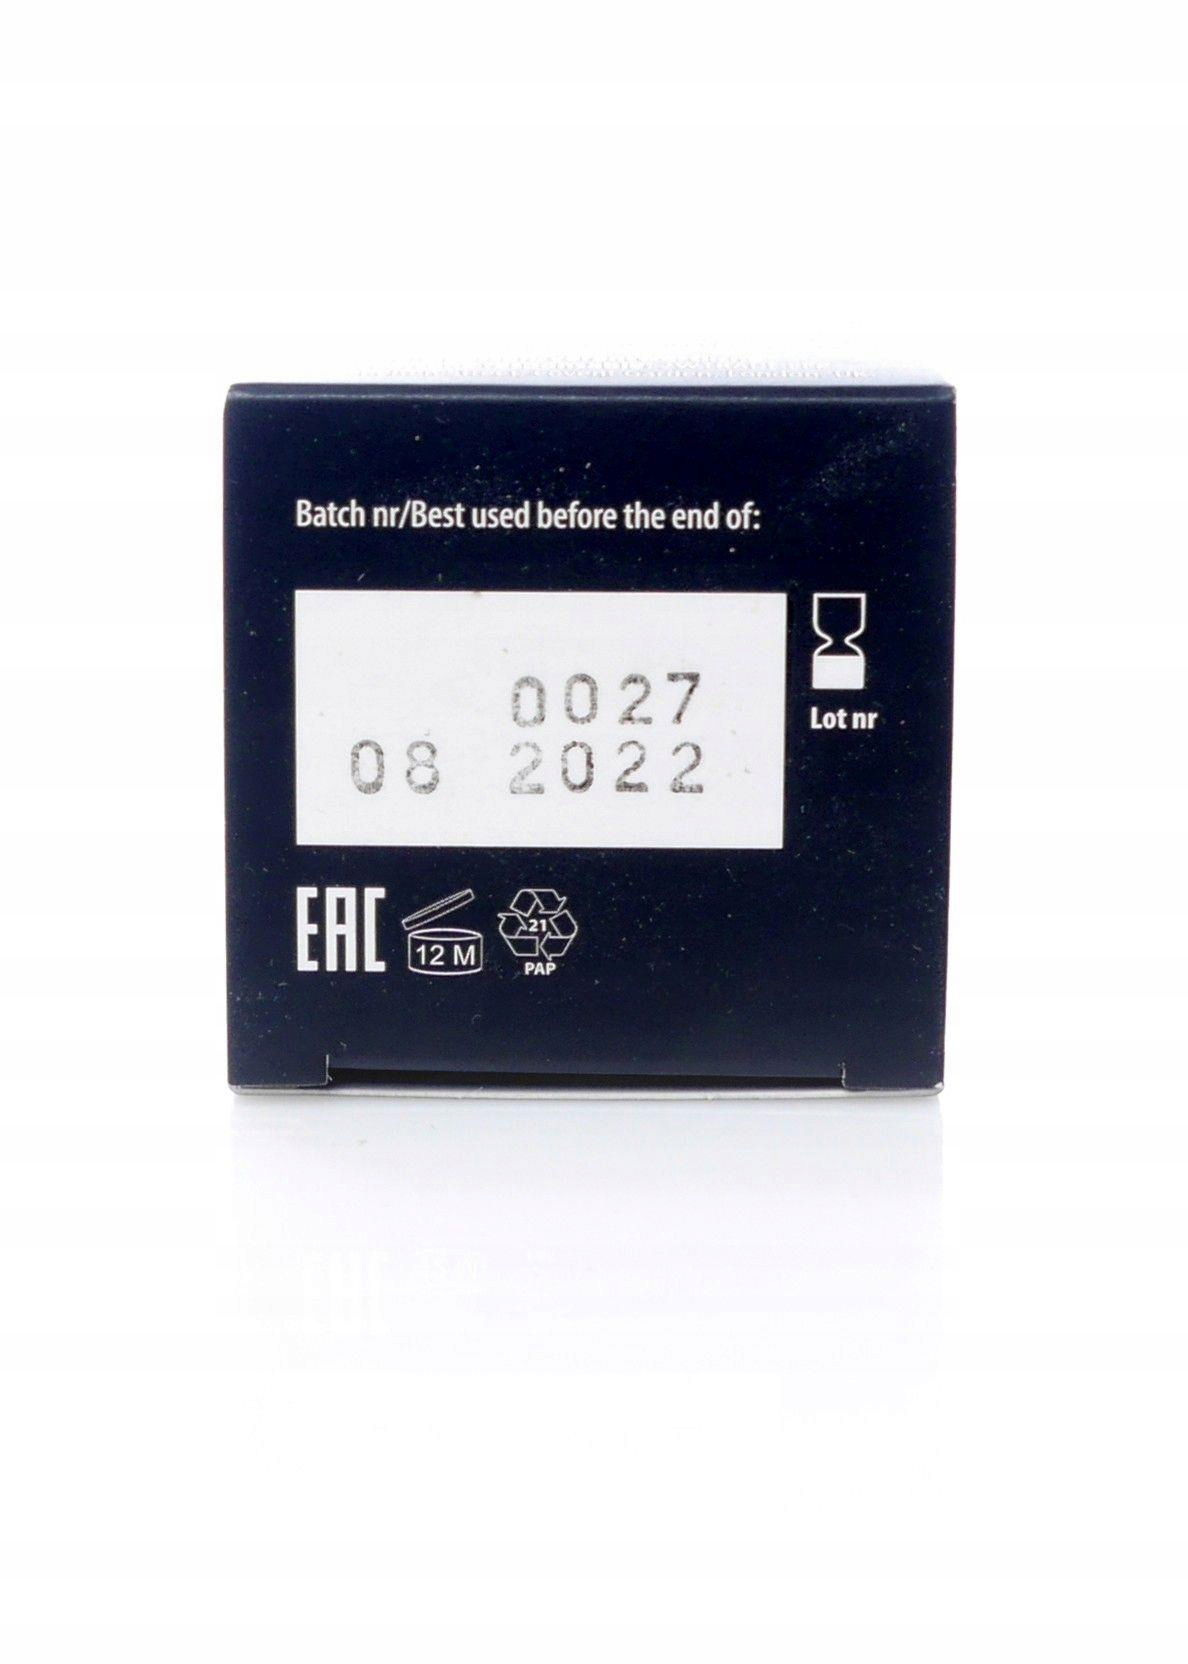 Batch nr/Best used before the end of:
0027
08 2022
Lot nr
EAC
12 M
21
PAP